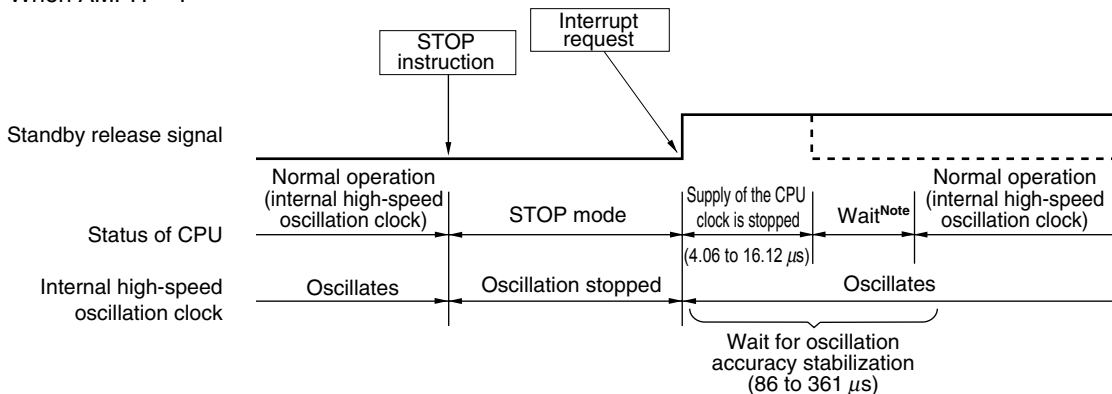 STOP
instruction
Interrupt
request
Standby release signal
Normal operation
(internal high-speed
oscillation clock)
STOP mode
Supply of the CPU
clock is stopped
(4.06 to 16.12 μs)
Wait^Note
Normal operation
(internal high-speed
oscillation clock)
Status of CPU
Internal high-speed
oscillation clock
Oscillates
Oscillation stopped
Oscillates
Wait for oscillation
accuracy stabilization
(86 to 361 μs)